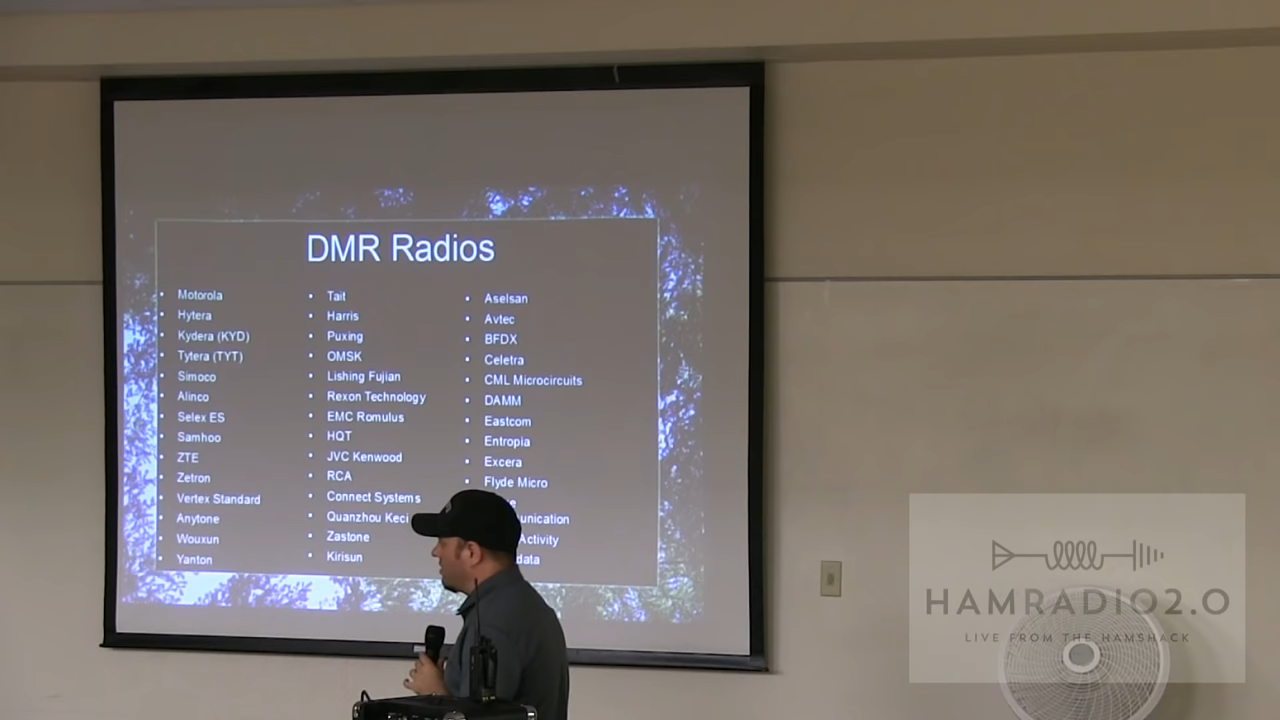 DMR Radios
• Motorola
• Hytera
• Kydera (KYD)
• Tytera (TYT)
• Simoco
• Alinco
• Selex ES
• Samhoo
• ZTE
• Zetron
• Vertex Standard
• Anytone
• Wouxun
• Yanton
• Tait
• Harris
• Puxing
• OMSK
• Lishing Fujian
• Rexon Technology
• EMC Romulus
• HQT
• JVC Kenwood
• RCA
• Connect Systems
• Quanzhou Keci
• Zastone
• Kirisun
• Aselsan
• Avtec
• BFDX
• Celetra
• CML Microcircuits
• DAMM
• Eastcom
• Entropia
• Excera
• Flyde Micro
Activity
HAMRADIO2.0
LIVE FROM THE HAMSHACK